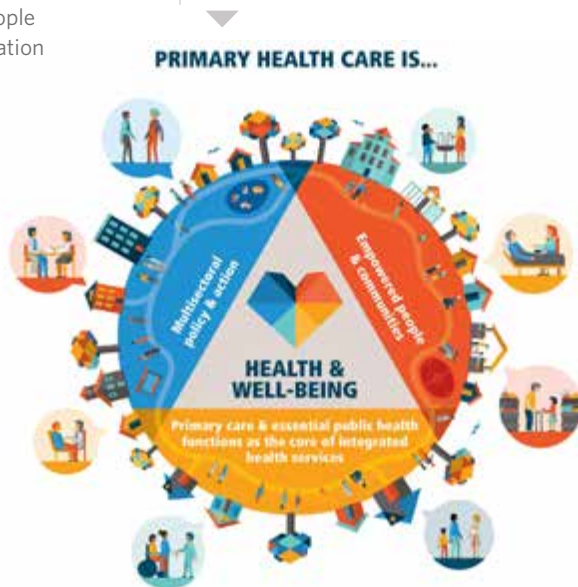 ople
ation
PRIMARY HEALTH CARE IS...
Multisectoral
policy & action
Empowered people
& communities
HEALTH &
WELL-BEING
Primary care & essential public health
functions as the core of integrated
health services